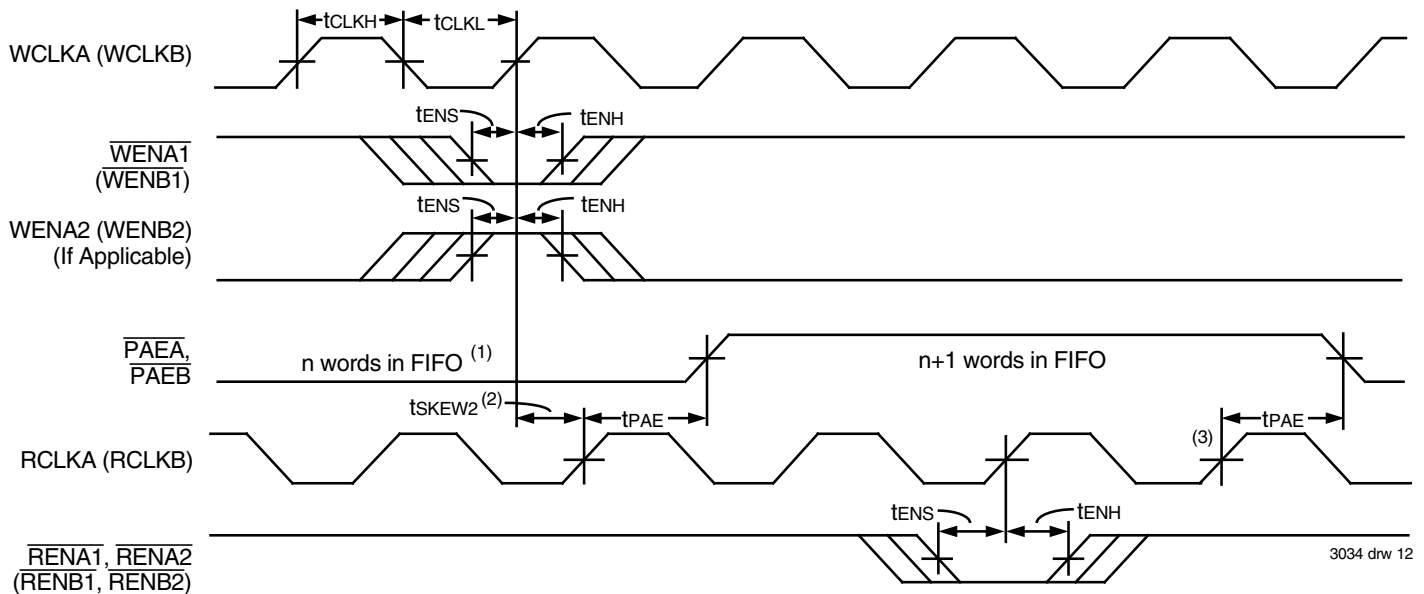 tCLKH tCLKL
WCLKA (WCLKB)
tENS tENH
WENA1
(WENB1)
tENS tENH
WENA2 (WENB2)
(If Applicable)
PAEA,
PAEB
n words in FIFO (1) n+1 words in FIFO
tSKEW2(2) tPAE (3) tPAE
RCLKA (RCLKB)
tENS tENH
RENA1, RENA2
(RENB1, RENB2)
3034 drw 12